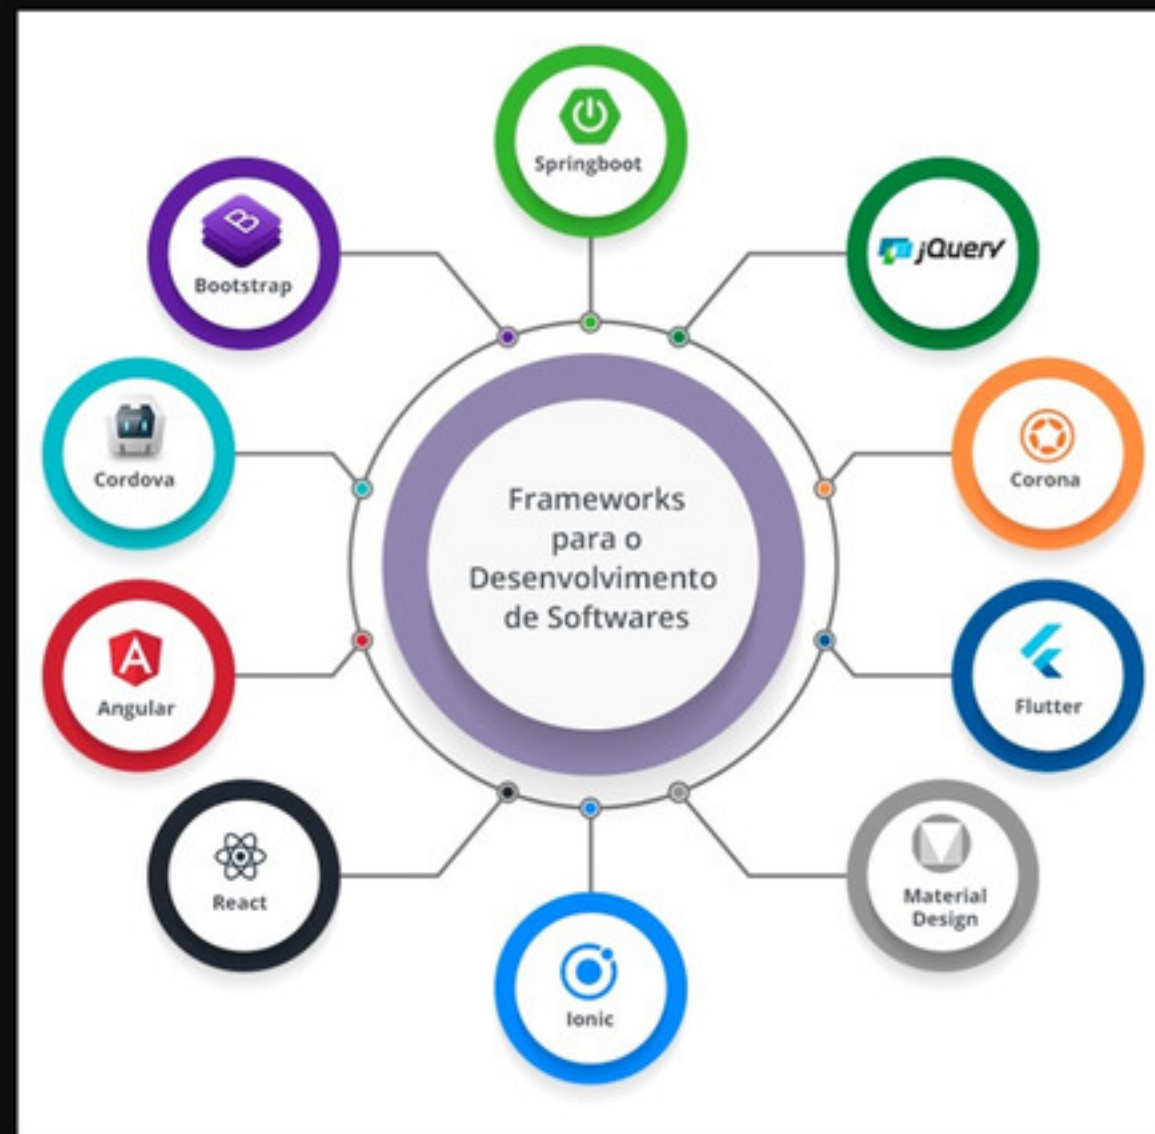 Springboot
Bootstrap
jQuery
Cordova
Corona
Frameworks
para o
Desenvolvimento
de Softwares
Angular
Flutter
React
Material
Design
Ionic